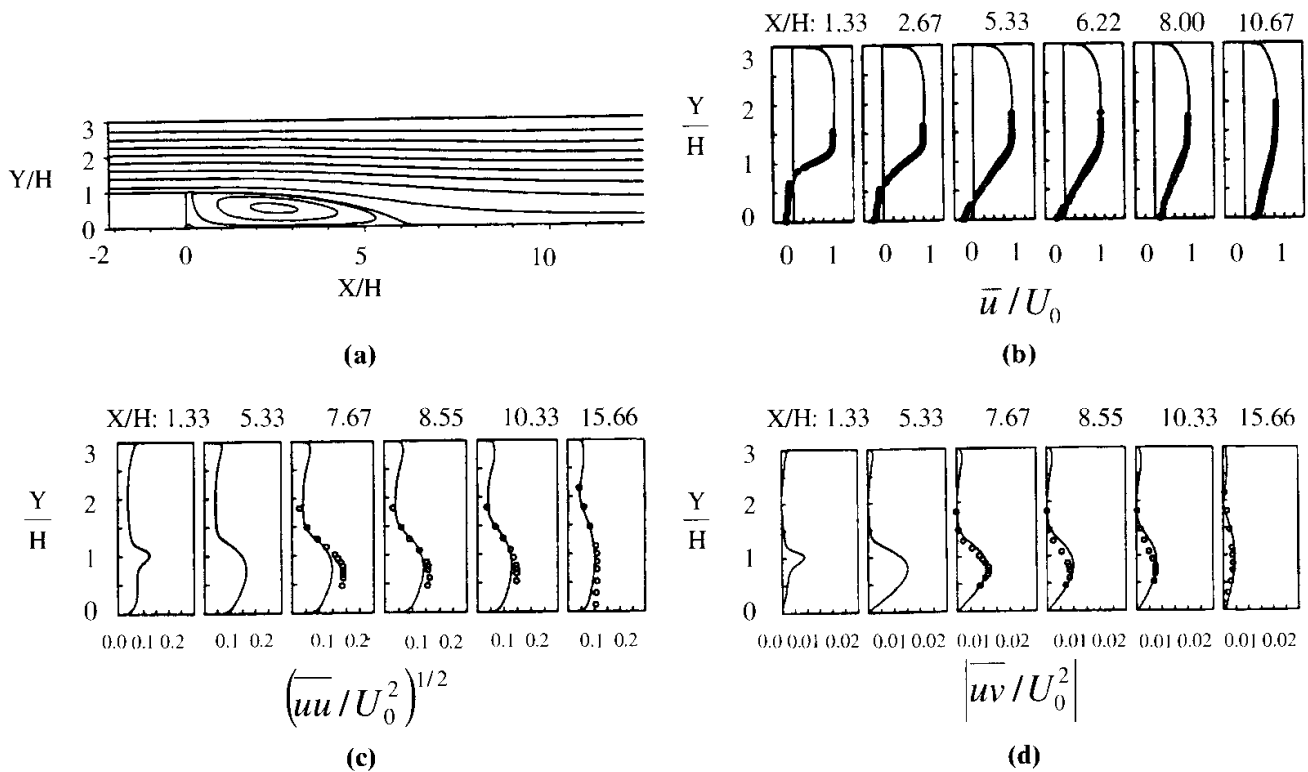 3
2
1
0
Y/H
-2 0 5 10
X/H
(a)
X/H: 1.33 2.67 5.33 6.22 8.00 10.67
3
2
1
0
Y
H
0 1 0 1 0 1 0 1 0 1 0 1
u̅ / U₀
(b)
X/H: 1.33 5.33 7.67 8.55 10.33 15.66
3
2
1
0
Y
H
0.0 0.1 0.2 0.1 0.2 0.1 0.2 0.1 0.2 0.1 0.2 0.1 0.2
(u̅u̅ / U₀²)^1/2
(c)
X/H: 1.33 5.33 7.67 8.55 10.33 15.66
3
2
1
0
Y
H
0.0 0.01 0.02 0.01 0.02 0.01 0.02 0.01 0.02 0.01 0.02 0.01 0.02
|u̅v̅ / U₀²|
(d)